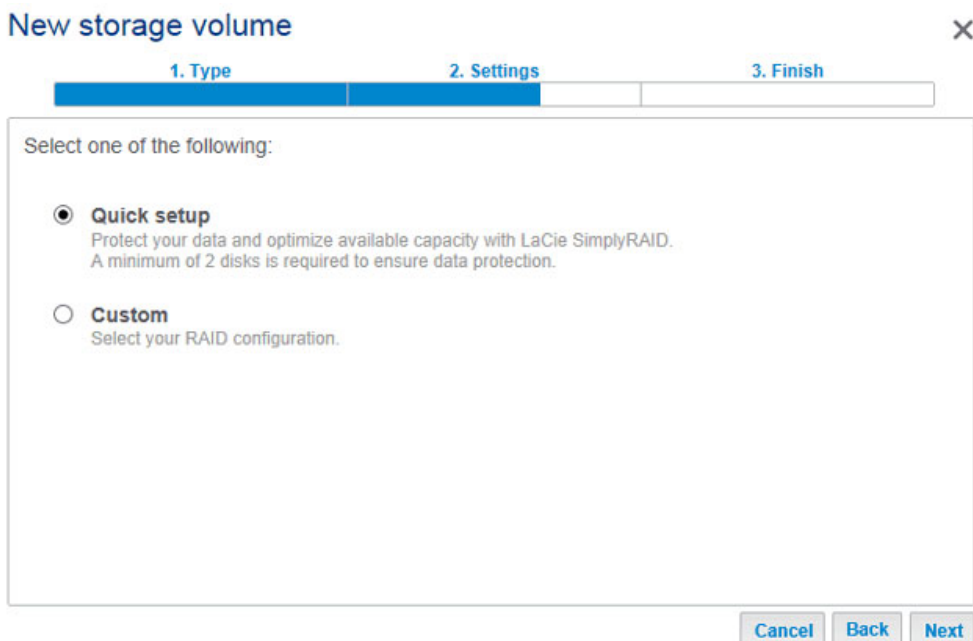 New storage volume
1. Type
2. Settings
3. Finish
Select one of the following:
Quick setup
Protect your data and optimize available capacity with LaCie SimplyRAID.
A minimum of 2 disks is required to ensure data protection.
Custom
Select your RAID configuration.
Cancel
Back
Next